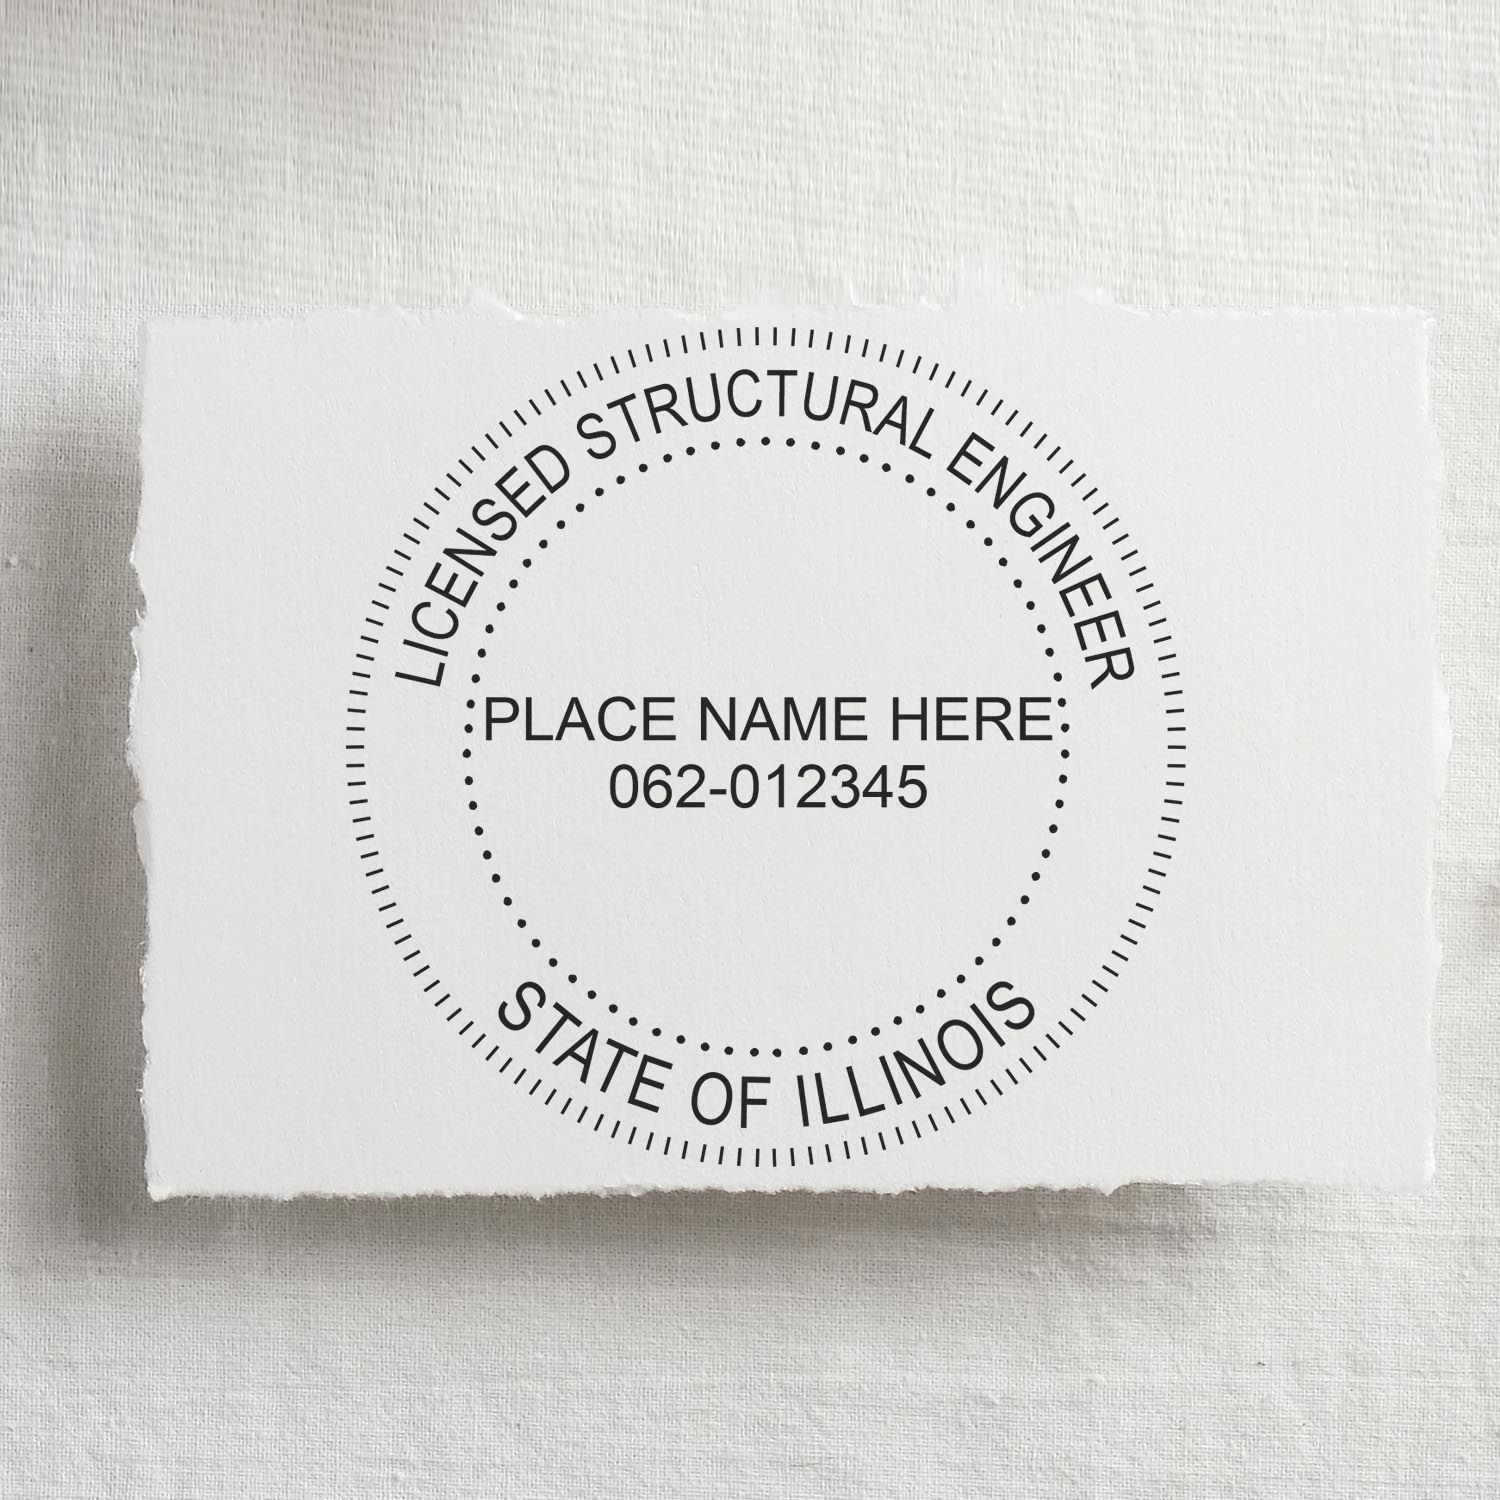 LICENSED STRUCTURAL ENGINEER
PLACE NAME HERE
062-012345
STATE OF ILLINOIS